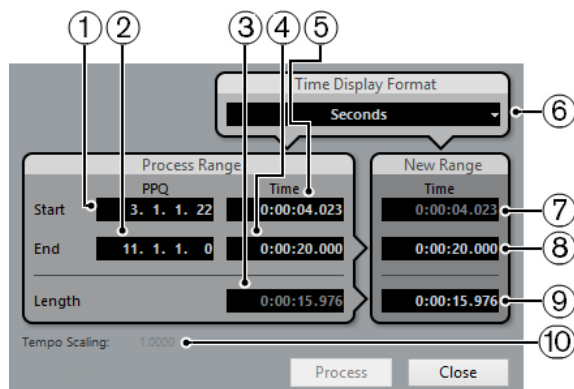 ① ② ③ ④ ⑤
Time Display Format
Seconds
⑥
Process Range
New Range
PPQ Time
Time
Start 3. 1. 1. 22 0:00:04.023 0:00:04.023 ⑦
End 11. 1. 1. 0 0:00:20.000 0:00:20.000 ⑧
Length 0:00:15.976 0:00:15.976 ⑨
Tempo Scaling: 1.0000 ⑩
Process Close